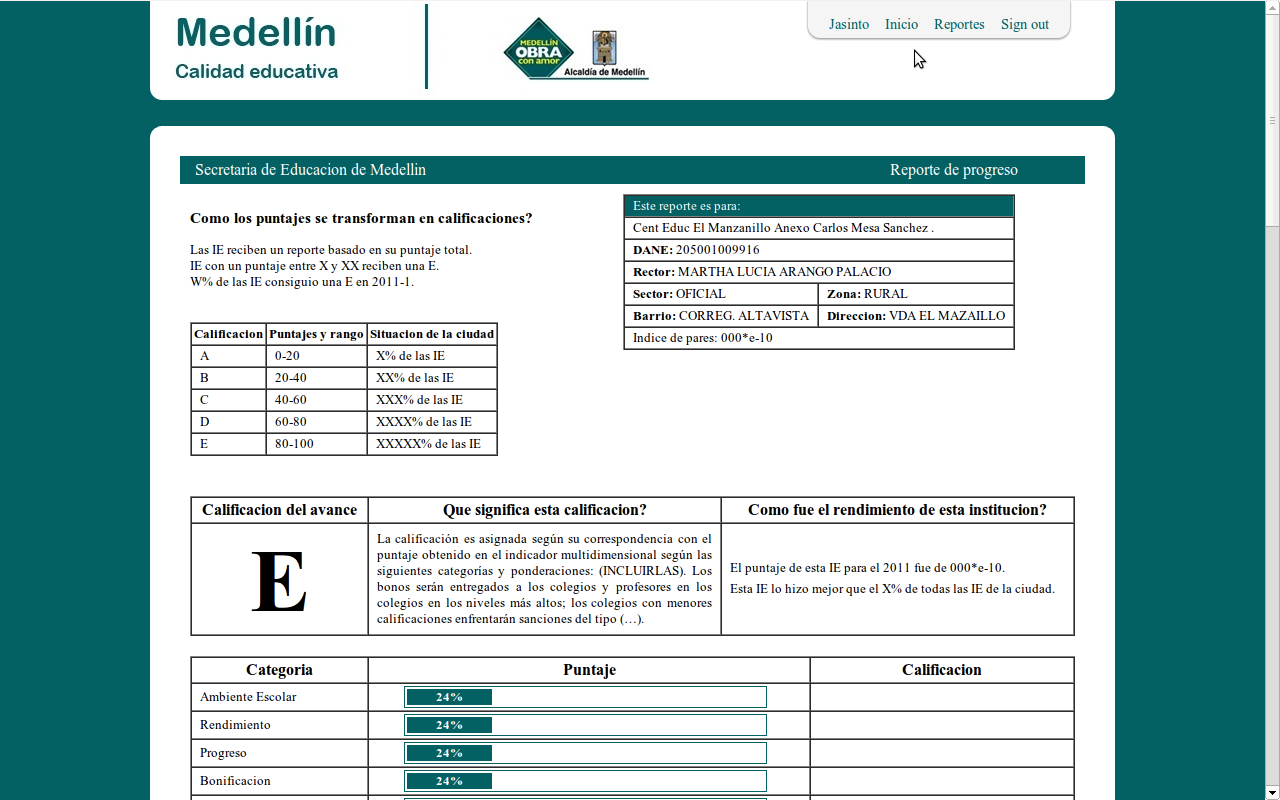 Medellín
Calidad educativa
MEDELLÍN
OBRA
con amor
Alcaldía de Medellín
Jasinto Inicio Reportes Sign out
Secretaria de Educacion de Medellin
Reporte de progreso
Como los puntajes se transforman en calificaciones?
Las IE reciben un reporte basado en su puntaje total.
IE con un puntaje entre X y XX reciben una E.
W% de las IE consiguio una E en 2011-1.
Calificacion Puntajes y rango Situacion de la ciudad
A 0-20 X% de las IE
B 20-40 XX% de las IE
C 40-60 XXX% de las IE
D 60-80 XXXX% de las IE
E 80-100 XXXXX% de las IE
Este reporte es para:
Cent Educ El Manzanillo Anexo Carlos Mesa Sanchez .
DANE: 205001009916
Rector: MARTHA LUCIA ARANGO PALACIO
Sector: OFICIAL Zona: RURAL
Barrio: CORREG. ALTAVISTA Direccion: VDA EL MAZAILLO
Indice de pares: 000*e-10
Calificacion del avance Que significa esta calificacion? Como fue el rendimiento de esta institucion?
E
La calificación es asignada según su correspondencia con el
puntaje obtenido en el indicador multidimensional según las
siguientes categorías y ponderaciones: (INCLUIRLAS). Los
bonos serán entregados a los colegios y profesores en los
colegios en los niveles más altos; los colegios con menores
calificaciones enfrentarán sanciones del tipo (…).
El puntaje de esta IE para el 2011 fue de 000*e-10.
Esta IE lo hizo mejor que el X% de todas las IE de la ciudad.
Categoria Puntaje Calificacion
Ambiente Escolar 24%
Rendimiento 24%
Progreso 24%
Bonificacion 24%